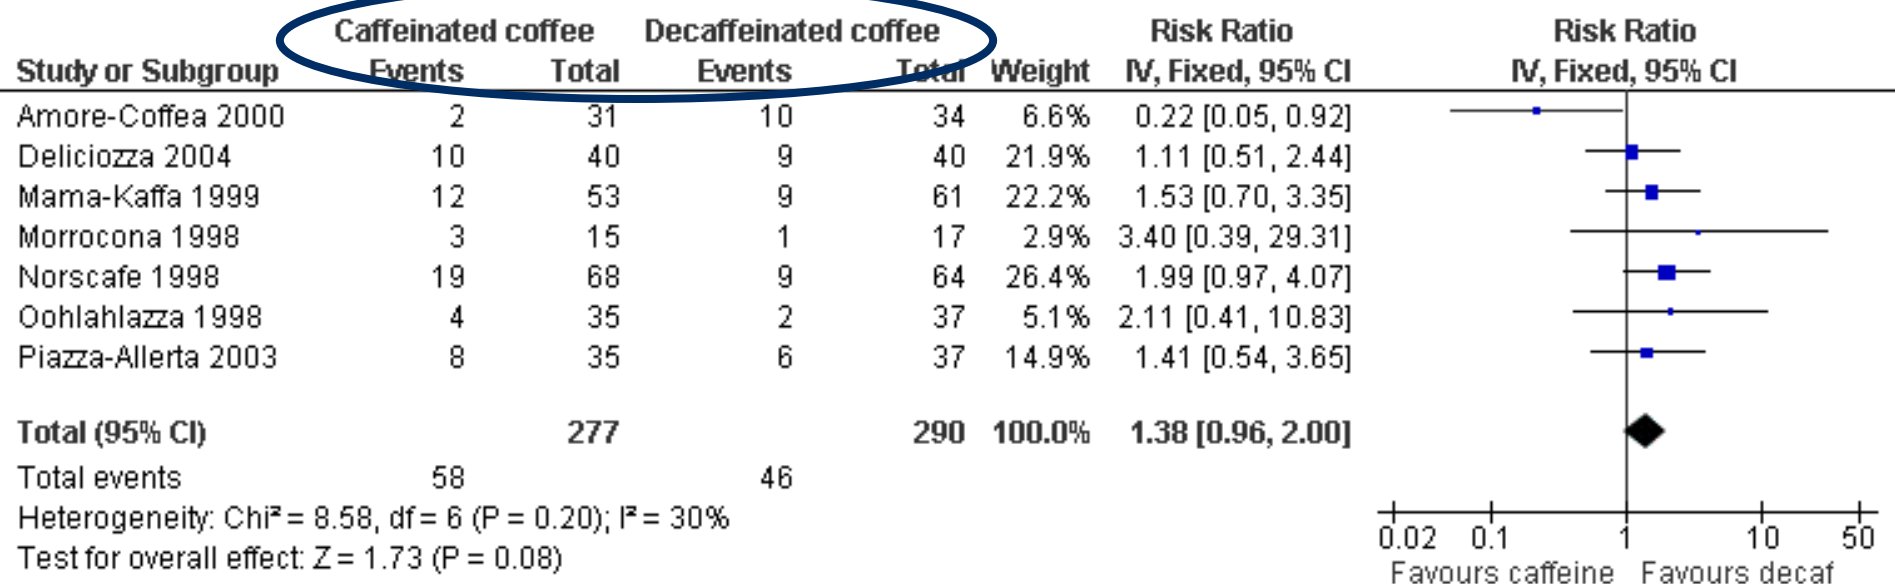 Caffeinated coffee Decaffeinated coffee Risk Ratio Risk Ratio
Study or Subgroup Events Total Events Total Weight IV, Fixed, 95% CI IV, Fixed, 95% CI
Amore-Coffea 2000 2 31 10 34 6.6% 0.22 [0.05, 0.92]
Deliciozza 2004 10 40 9 40 21.9% 1.11 [0.51, 2.44]
Mama-Kaffa 1999 12 53 9 61 22.2% 1.53 [0.70, 3.35]
Morrocona 1998 3 15 1 17 2.9% 3.40 [0.39, 29.31]
Norscafe 1998 19 68 9 64 26.4% 1.99 [0.97, 4.07]
Oohlahlazza 1998 4 35 2 37 5.1% 2.11 [0.41, 10.83]
Piazza-Allerta 2003 8 35 6 37 14.9% 1.41 [0.54, 3.65]
Total (95% CI) 277 290 100.0% 1.38 [0.96, 2.00]
Total events 58 46
Heterogeneity: Chi² = 8.58, df = 6 (P = 0.20); I² = 30%
Test for overall effect: Z = 1.73 (P = 0.08)
0.02 0.1 1 10 50
Favours caffeine Favours decaf